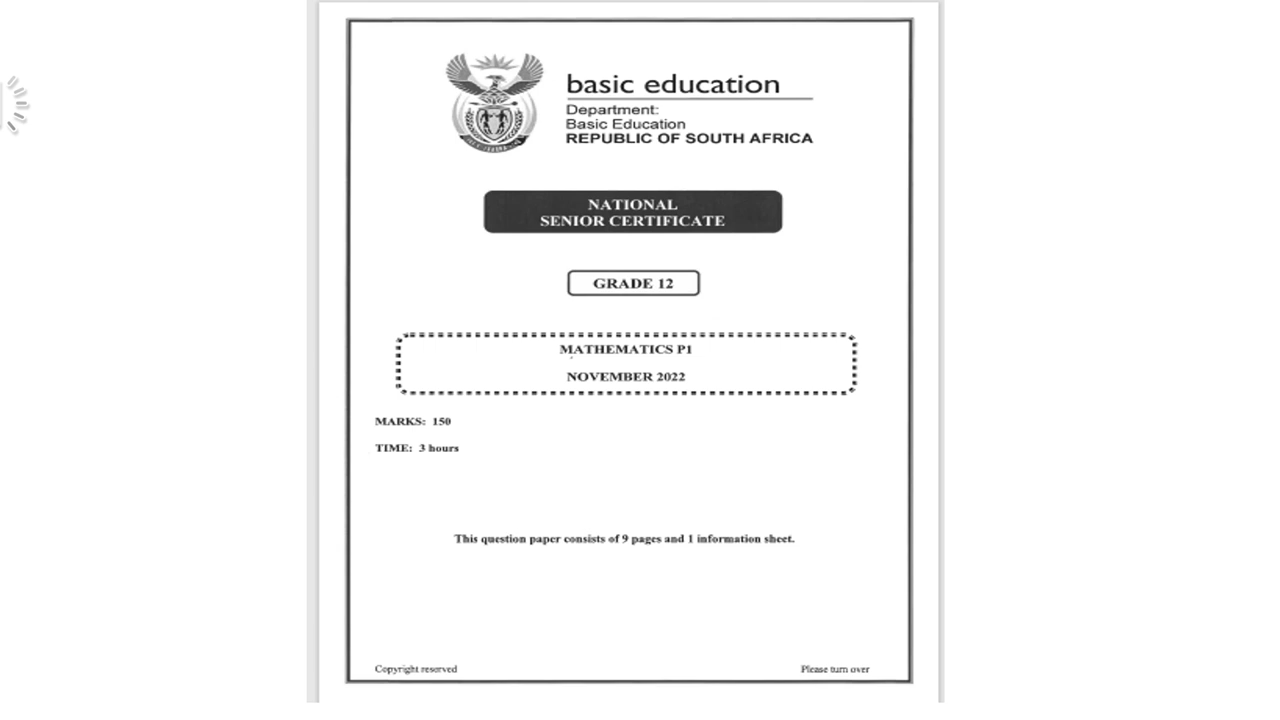 basic education
Department:
Basic Education
REPUBLIC OF SOUTH AFRICA
NATIONAL
SENIOR CERTIFICATE
GRADE 12
MATHEMATICS P1
NOVEMBER 2022
MARKS: 150
TIME: 3 hours
This question paper consists of 9 pages and 1 information sheet.
Copyright reserved
Please turn over